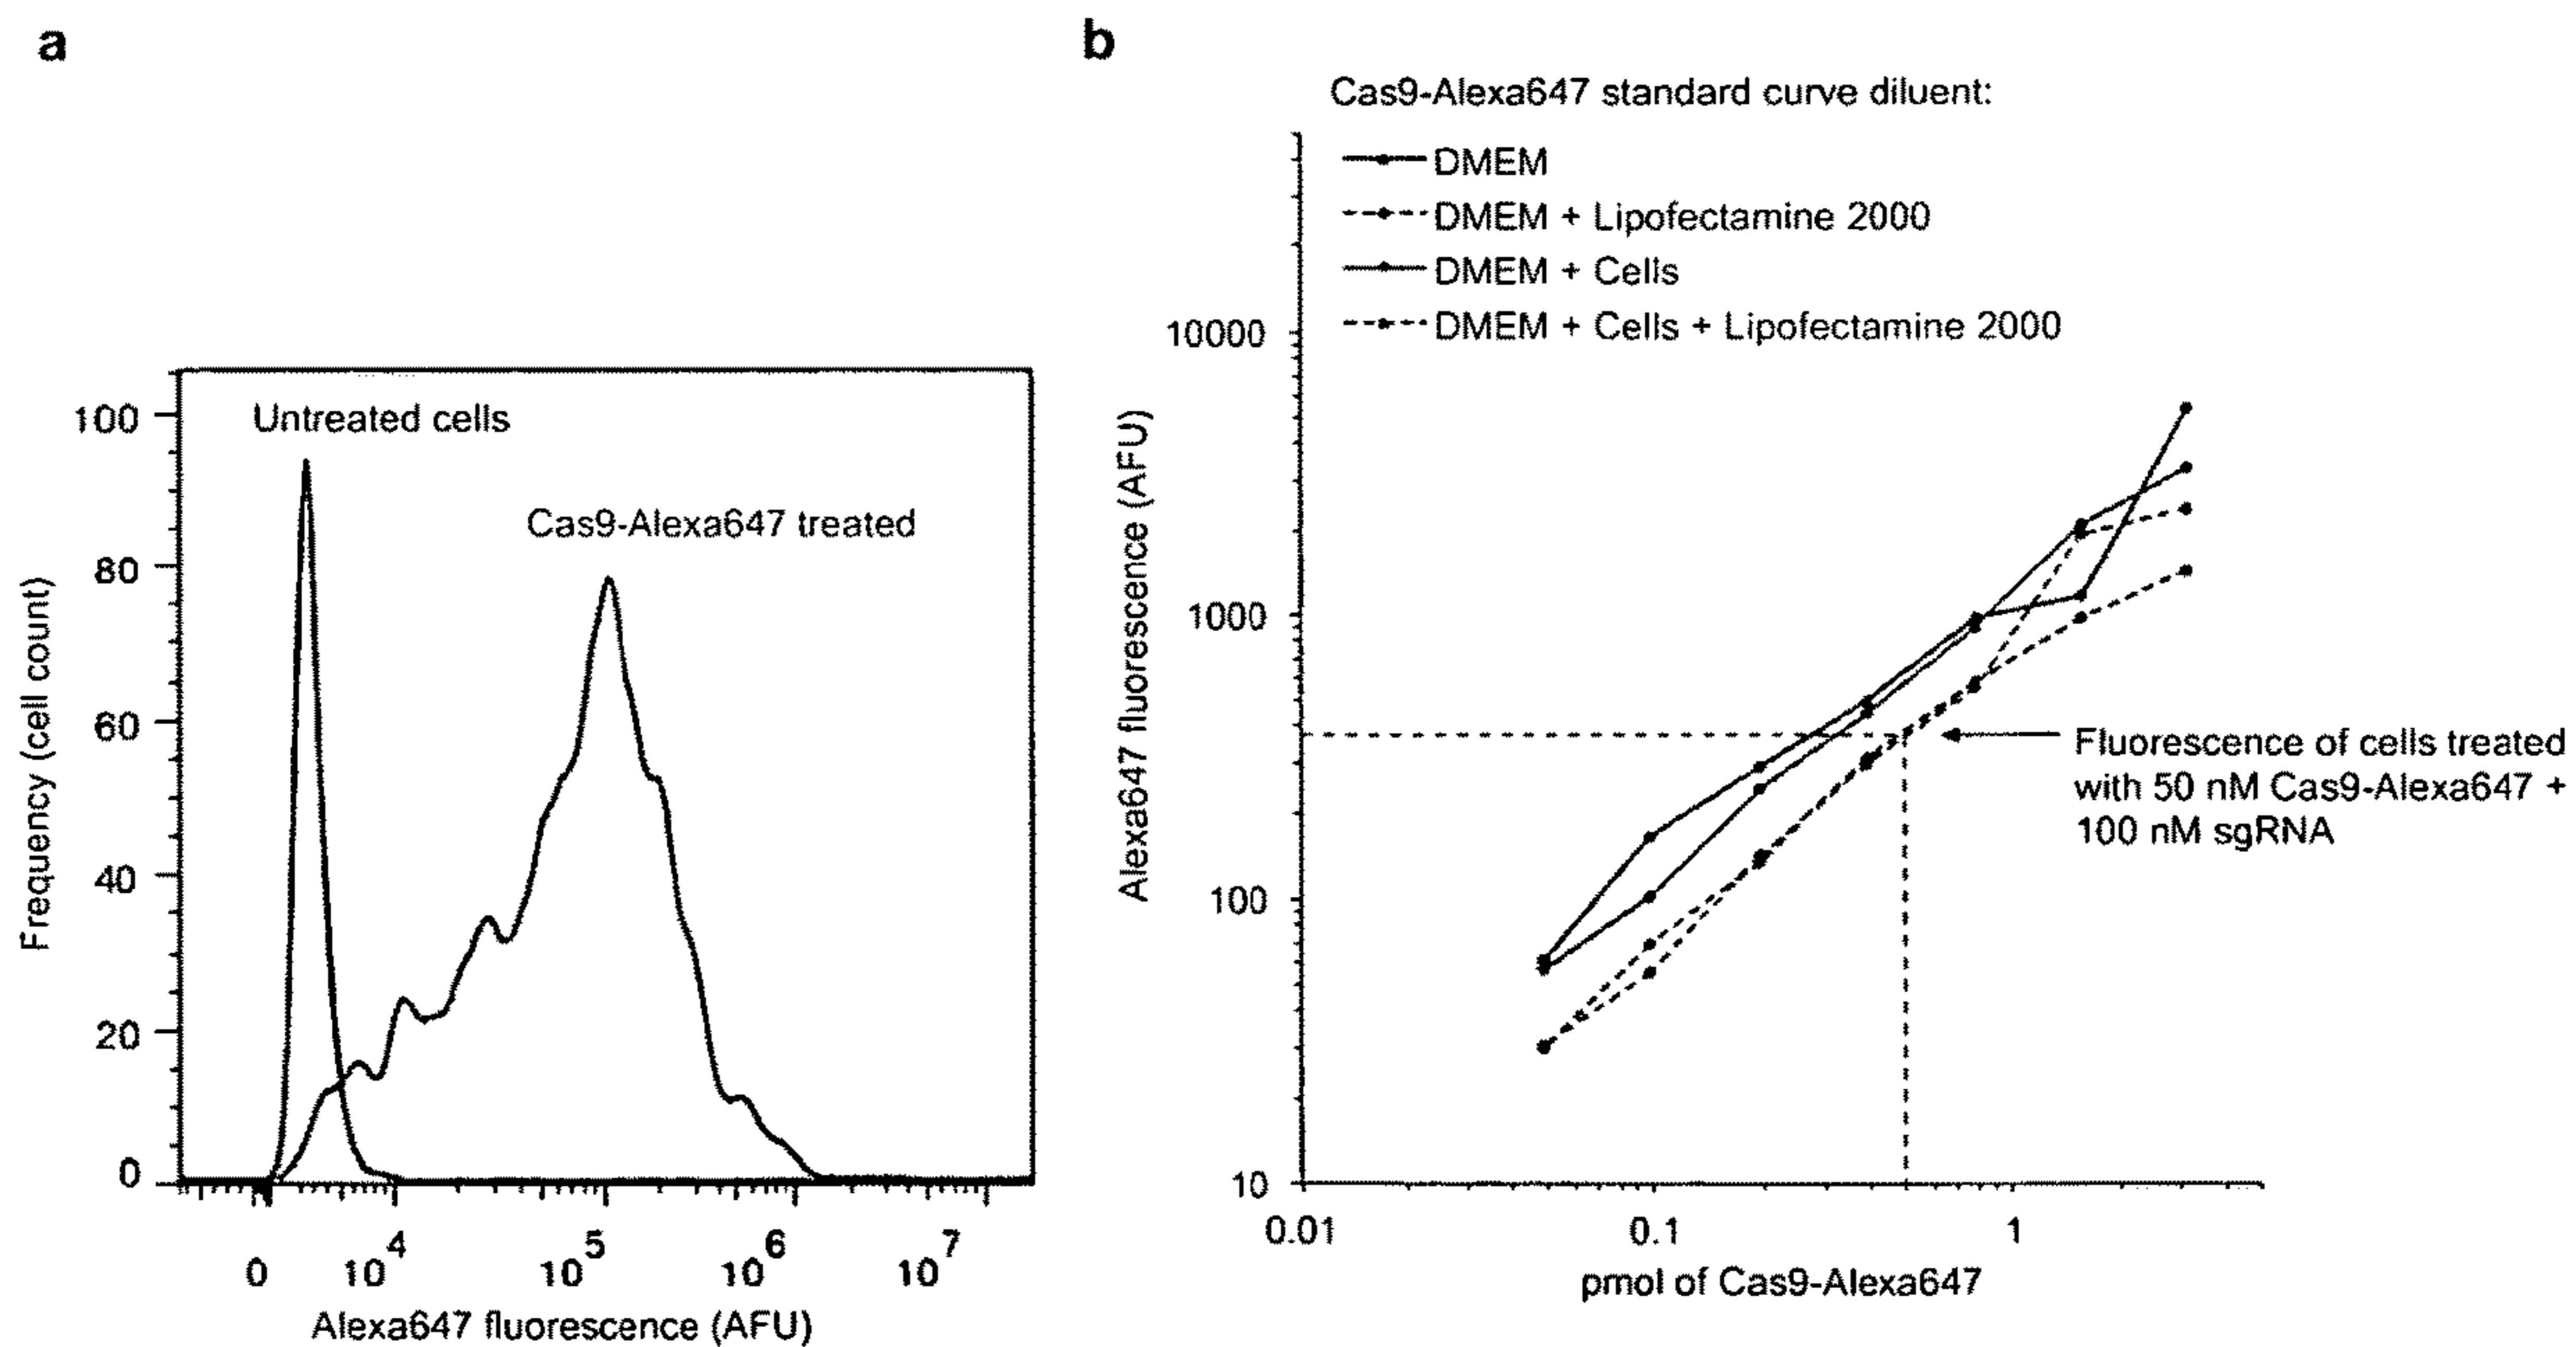 a
Untreated cells
Cas9-Alexa647 treated
Frequency (cell count)
100
80
60
40
20
0
0 10^4 10^5 10^6 10^7
Alexa647 fluorescence (AFU)
b
Cas9-Alexa647 standard curve diluent:
DMEM
DMEM + Lipofectamine 2000
DMEM + Cells
DMEM + Cells + Lipofectamine 2000
Alexa647 fluorescence (AFU)
10000
1000
100
10
Fluorescence of cells treated
with 50 nM Cas9-Alexa647 +
100 nM sgRNA
0.01 0.1 1
pmol of Cas9-Alexa647